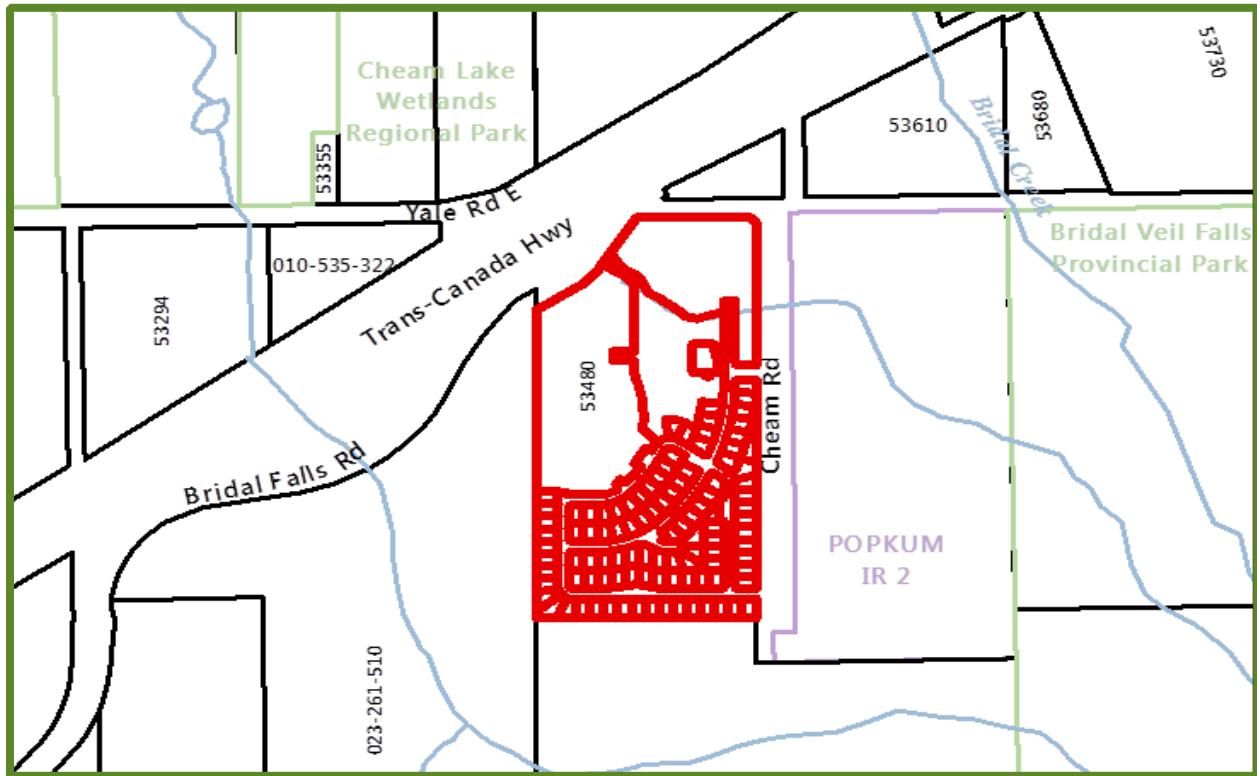 53730
Cheam Lake
Wetlands
Regional Park
53680
53610
Bridal Creek
53355
Yale Rd E
Bridal Veil Falls
Provincial Park
Trans-Canada Hwy
010-535-322
53294
53480
Cheam Rd
Bridal Falls Rd
POPKUM
IR 2
023-261-510